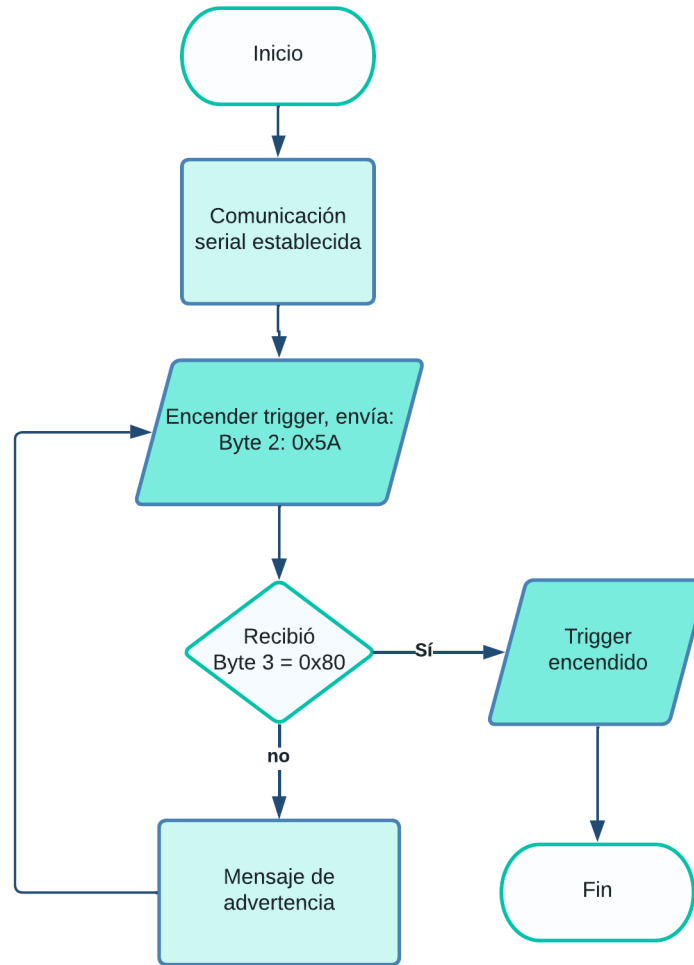 Inicio
Comunicación
serial establecida
Encender trigger, envía:
Byte 2: 0x5A
Recibió
Byte 3 = 0x80
Sí
Trigger
encendido
no
Mensaje de
advertencia
Fin